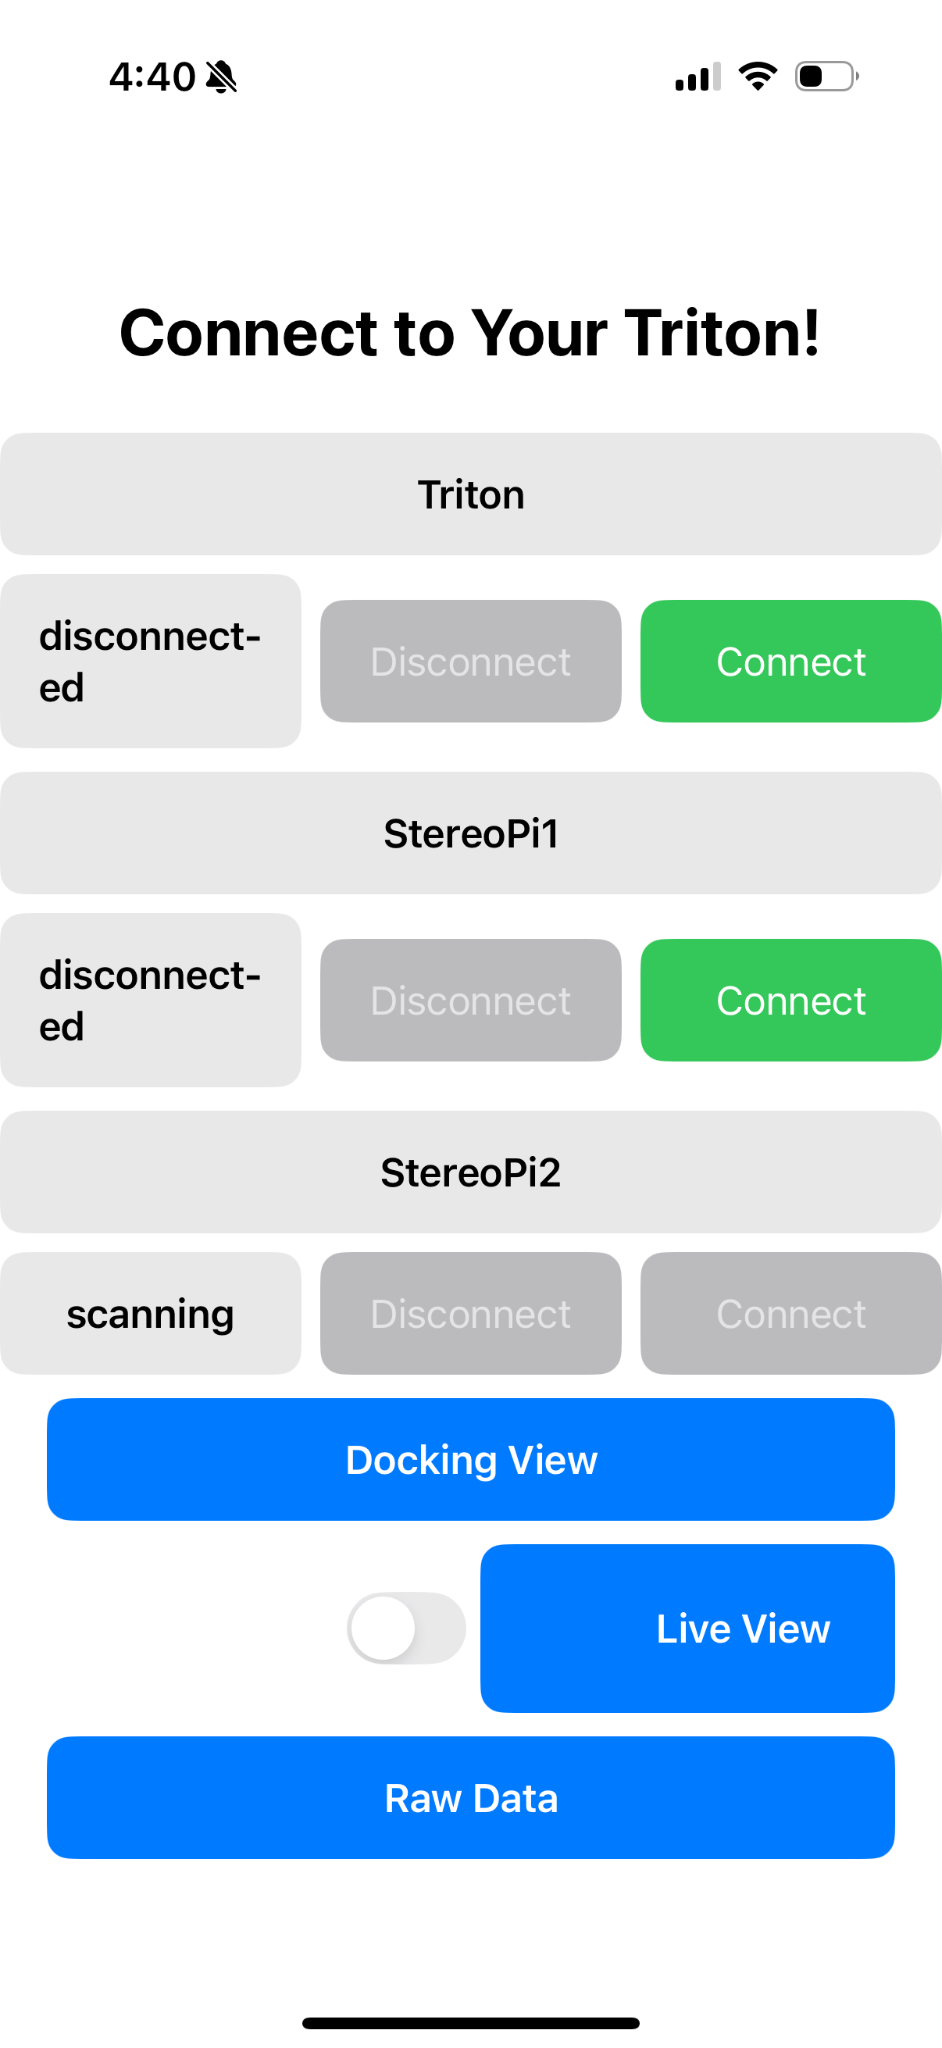 4:40
Connect to Your Triton!
Triton
disconnect-
ed
Disconnect
Connect
StereoPi1
disconnect-
ed
Disconnect
Connect
StereoPi2
scanning
Disconnect
Connect
Docking View
Live View
Raw Data